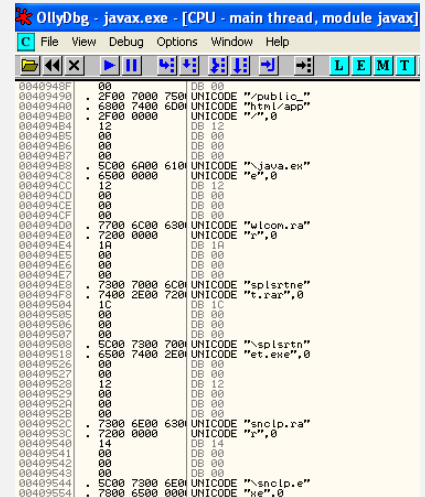 OllyDbg - javax.exe - [CPU - main thread, module javax]
C File View Debug Options Window Help
L E M T
0040948F 00 DB 00
00409490 . 2F00 7000 750 UNICODE "/public_"
004094A0 . 6800 7400 6D0 UNICODE "html/app"
004094B0 . 2F00 0000 UNICODE "/",0
004094B4 12 DB 12
004094B5 00 DB 00
004094B6 00 DB 00
004094B7 00 DB 00
004094B8 . 5C00 6A00 610 UNICODE "\java.ex"
004094C8 . 6500 0000 UNICODE "e",0
004094CC 12 DB 12
004094CD 00 DB 00
004094CE 00 DB 00
004094CF 00 DB 00
004094D0 . 7700 6C00 630 UNICODE "wlcom.ra"
004094E0 . 7200 0000 UNICODE "r",0
004094E4 1A DB 1A
004094E5 00 DB 00
004094E6 00 DB 00
004094E7 00 DB 00
004094E8 . 7300 7000 6C0 UNICODE "splsrtne"
004094F8 . 7400 2E00 720 UNICODE "t.rar",0
00409504 1C DB 1C
00409505 00 DB 00
00409506 00 DB 00
00409507 00 DB 00
00409508 . 5C00 7300 700 UNICODE "\splsrtn"
00409518 . 6500 7400 2E0 UNICODE "et.exe",0
00409526 00 DB 00
00409527 00 DB 00
00409528 12 DB 12
00409529 00 DB 00
0040952A 00 DB 00
0040952B 00 DB 00
0040952C . 7300 6E00 630 UNICODE "snclp.ra"
0040953C . 7200 0000 UNICODE "r",0
00409540 14 DB 14
00409541 00 DB 00
00409542 00 DB 00
00409543 00 DB 00
00409544 . 5C00 7300 6E0 UNICODE "\snclp.e"
00409554 . 7800 6500 000 UNICODE "xe",0